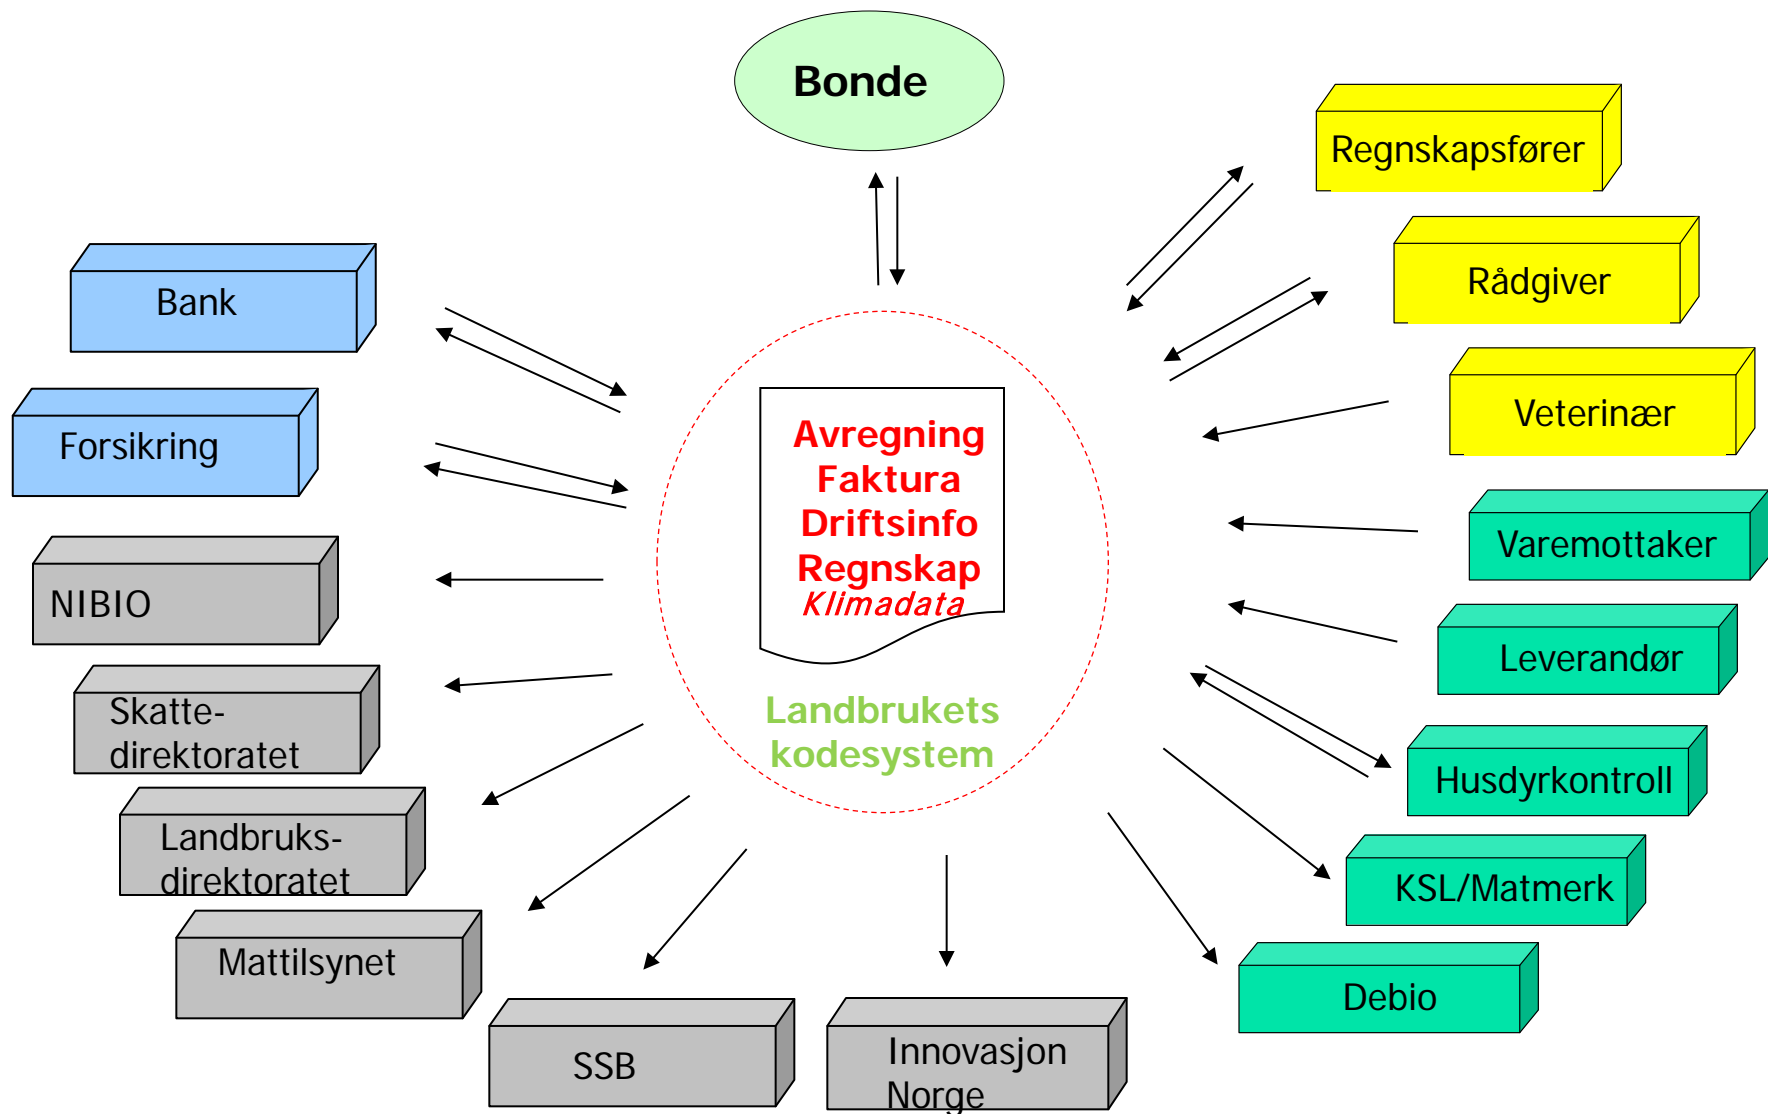 Bonde
Regnskapsfører
Rådgiver
Bank
Veterinær
Forsikring
Avregning
Faktura
Driftsinfo
Regnskap
Klimadata
Varemottaker
NIBIO
Leverandør
Skatte-
direktoratet
Landbrukets
kodesystem
Husdyrkontroll
Landbruks-
direktoratet
KSL/Matmerk
Mattilsynet
Debio
SSB
Innovasjon
Norge